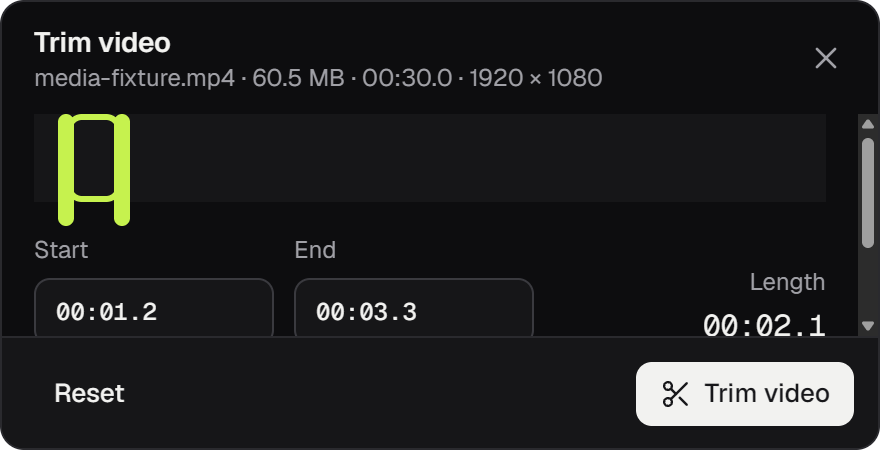 Trim video
media-fixture.mp4 · 60.5 MB · 00:30.0 · 1920 × 1080
Start
End
Length
00:01.2
00:03.3
00:02.1
Reset
Trim video